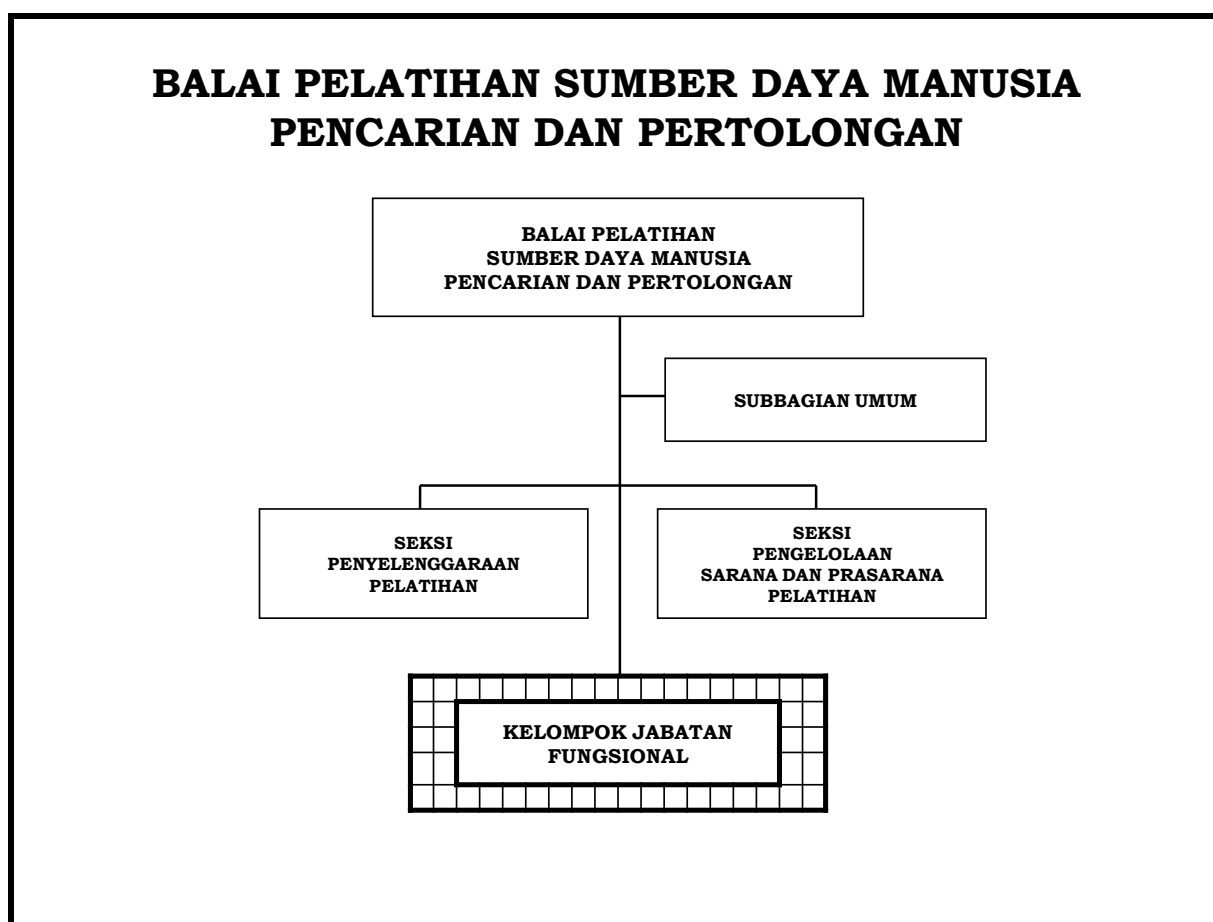 BALAI PELATIHAN SUMBER DAYA MANUSIA
PENCARIAN DAN PERTOLONGAN
BALAI PELATIHAN
SUMBER DAYA MANUSIA
PENCARIAN DAN PERTOLONGAN
SUBBAGIAN UMUM
SEKSI
PENYELENGGARAAN
PELATIHAN
SEKSI
PENGELOLAAN
SARANA DAN PRASARANA
PELATIHAN
KELOMPOK JABATAN
FUNGSIONAL